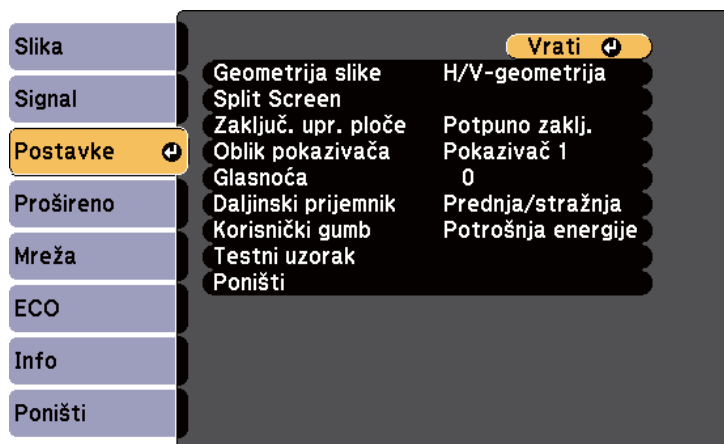 Slika
Signal
Postavke
Prošireno
Mreža
ECO
Info
Poništi
Vrati
Geometrija slike H/V-geometrija
Split Screen
Zaključ. upr. ploče Potpuno zaklj.
Oblik pokazivača Pokazivač 1
Glasnoća 0
Daljinski prijemnik Prednja/stražnja
Korisnički gumb Potrošnja energije
Testni uzorak
Poništi